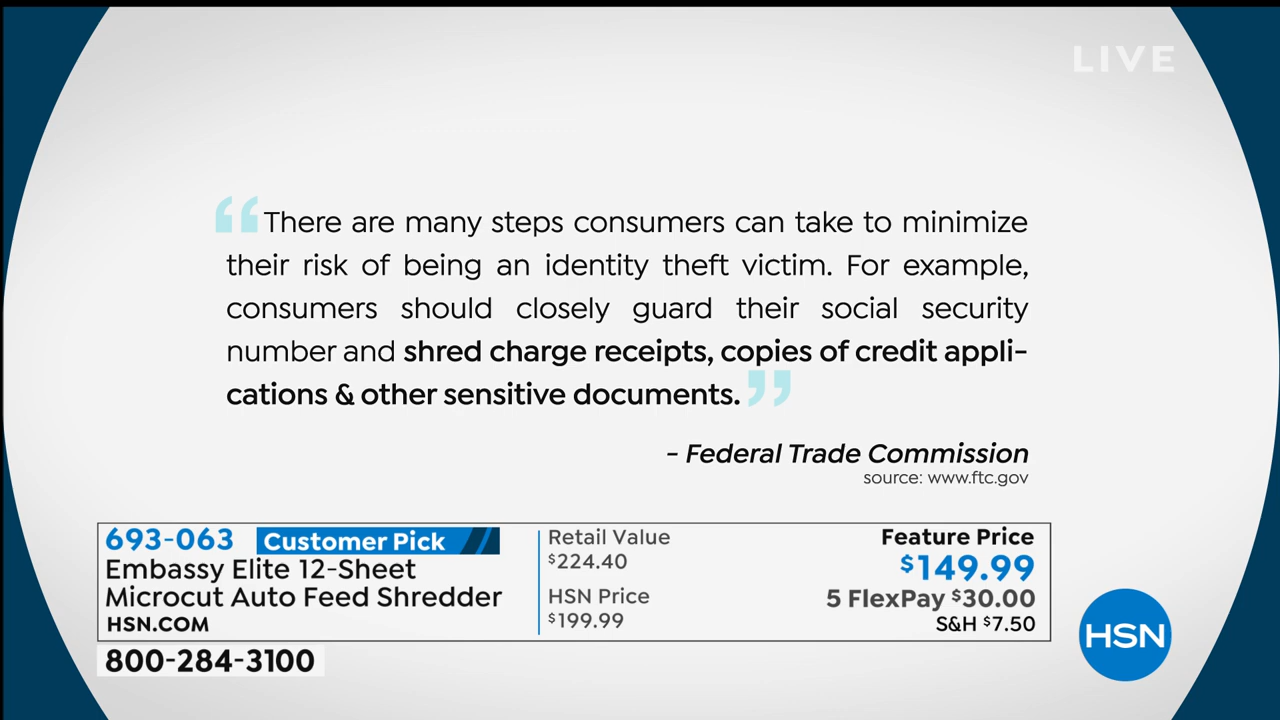 LIVE
“There are many steps consumers can take to minimize
their risk of being an identity theft victim. For example,
consumers should closely guard their social security
number and shred charge receipts, copies of credit appli-
cations & other sensitive documents.”
- Federal Trade Commission
source: www.ftc.gov
693-063 Customer Pick
Embassy Elite 12-Sheet
Microcut Auto Feed Shredder
HSN.COM
Retail Value
$224.40
HSN Price
$199.99
Feature Price
$149.99
5 FlexPay $30.00
S&H $7.50
800-284-3100
HSN